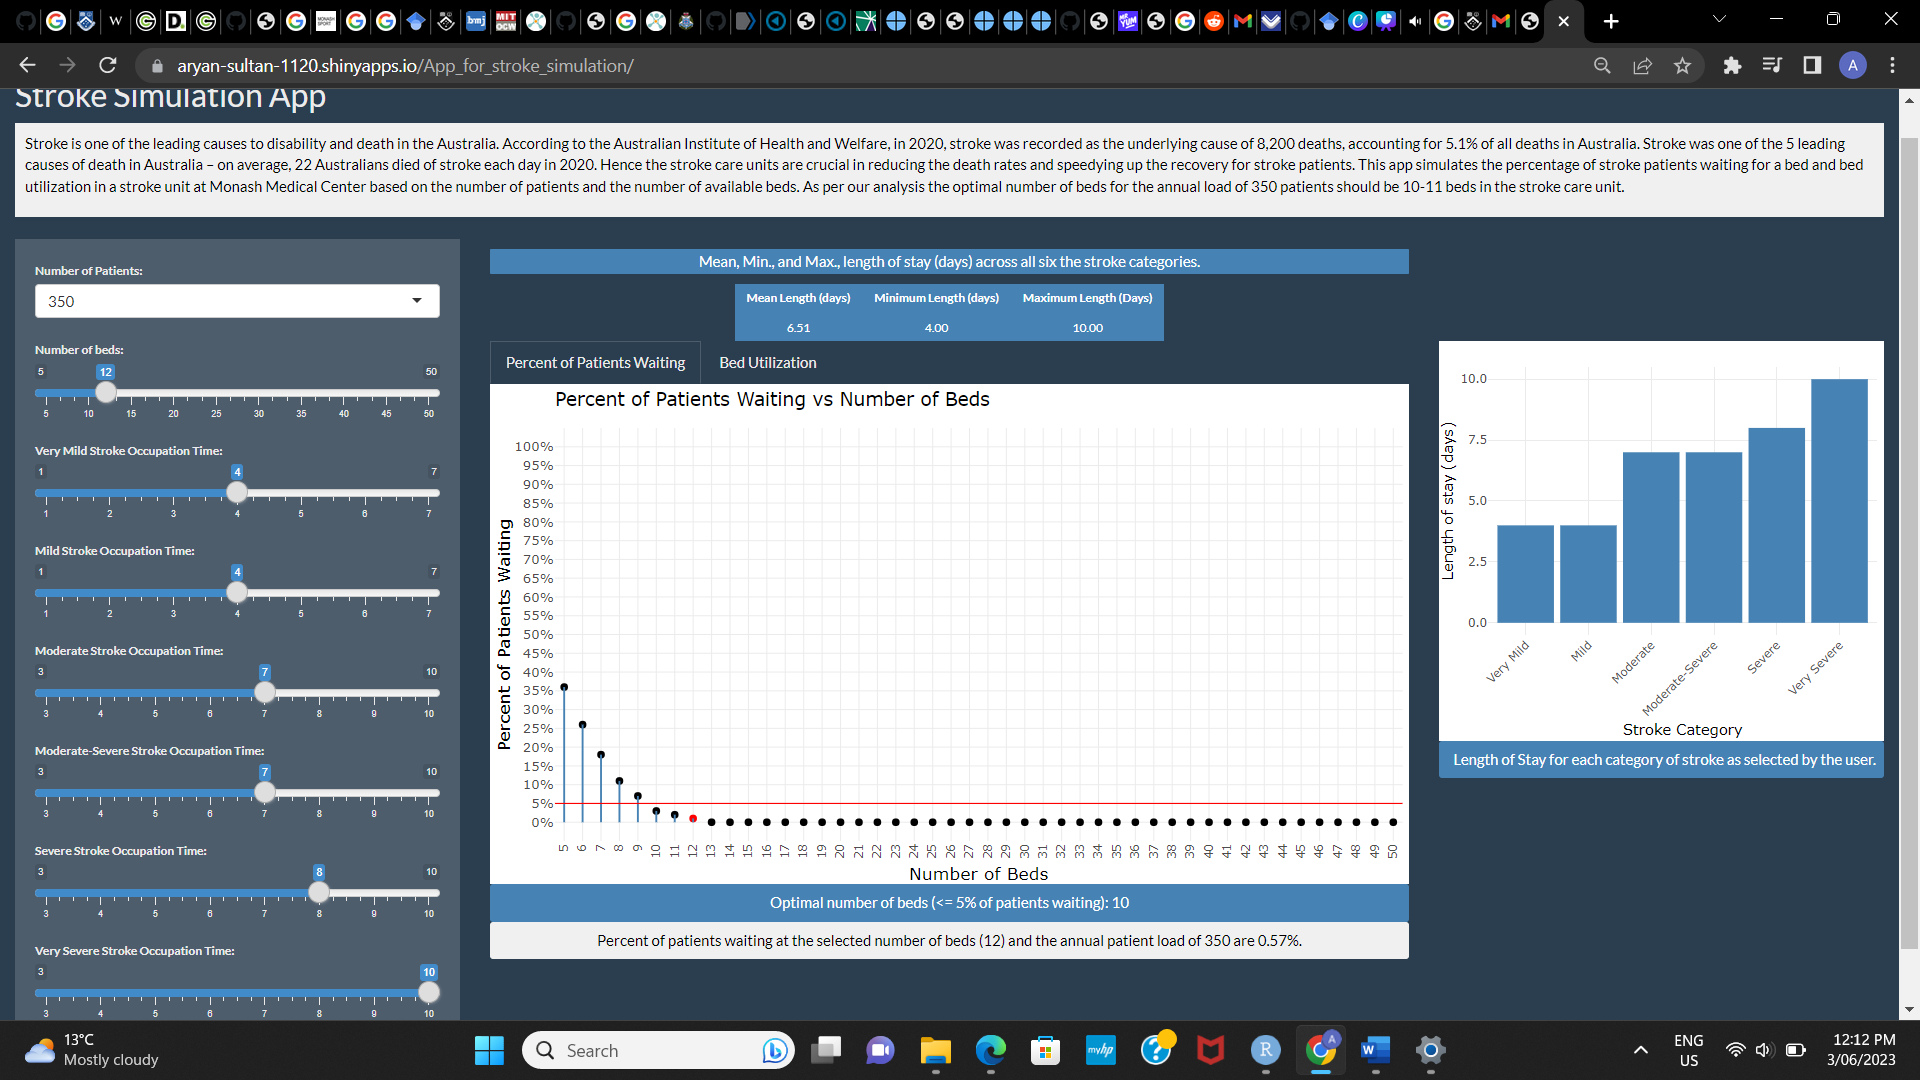 aryan-sultan-1120.shinyapps.io/App_for_stroke_simulation/
A
Stroke Simulation App
Stroke is one of the leading causes to disability and death in the Australia. According to the Australian Institute of Health and Welfare, in 2020, stroke was recorded as the underlying cause of 8,200 deaths, accounting for 5.1% of all deaths in Australia. Stroke was one of the 5 leading
causes of death in Australia – on average, 22 Australians died of stroke each day in 2020. Hence the stroke care units are crucial in reducing the death rates and speedying up the recovery for stroke patients. This app simulates the percentage of stroke patients waiting for a bed and bed
utilization in a stroke unit at Monash Medical Center based on the number of patients and the number of available beds. As per our analysis the optimal number of beds for the annual load of 350 patients should be 10-11 beds in the stroke care unit.
Number of Patients:
350
Number of beds:
5 12 50
5 10 15 20 25 30 35 40 45 50
Very Mild Stroke Occupation Time:
1 4 7
1 2 3 4 5 6 7
Mild Stroke Occupation Time:
1 4 7
1 2 3 4 5 6 7
Moderate Stroke Occupation Time:
3 7 10
3 4 5 6 7 8 9 10
Moderate-Severe Stroke Occupation Time:
3 7 10
3 4 5 6 7 8 9 10
Severe Stroke Occupation Time:
3 8 10
3 4 5 6 7 8 9 10
Very Severe Stroke Occupation Time:
3 10
3 4 5 6 7 8 9 10
Mean, Min., and Max., length of stay (days) across all six the stroke categories.
Mean Length (days) Minimum Length (days) Maximum Length (Days)
6.51 4.00 10.00
Percent of Patients Waiting Bed Utilization
Percent of Patients Waiting vs Number of Beds
Percent of Patients Waiting
100%
95%
90%
85%
80%
75%
70%
65%
60%
55%
50%
45%
40%
35%
30%
25%
20%
15%
10%
5%
0%
5 6 7 8 9 10 11 12 13 14 15 16 17 18 19 20 21 22 23 24 25 26 27 28 29 30 31 32 33 34 35 36 37 38 39 40 41 42 43 44 45 46 47 48 49 50
Number of Beds
Optimal number of beds (<= 5% of patients waiting): 10
Percent of patients waiting at the selected number of beds (12) and the annual patient load of 350 are 0.57%.
Length of stay (days)
10.0
7.5
5.0
2.5
0.0
Very Mild
Mild
Moderate
Moderate-Severe
Severe
Very Severe
Stroke Category
Length of Stay for each category of stroke as selected by the user.
13°C
Mostly cloudy
Search
myhp
ENG
US
12:12 PM
3/06/2023